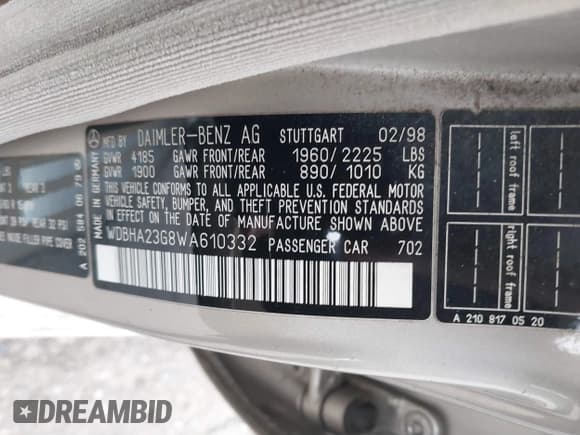 MFD BY DAIMLER-BENZ AG STUTTGART 02/98
GVWR 4185 GAWR FRONT/REAR 1960/2225 LBS
GVWR 1900 GAWR FRONT/REAR 890/1010 KG
THIS VEHICLE CONFORMS TO ALL APPLICABLE U.S. FEDERAL MOTOR
VEHICLE SAFETY, BUMPER, AND THEFT PREVENTION STANDARDS
IN EFFECT ON THE DATE OF MANUFACTURE SHOWN ABOVE
WDBHA23G8WA610332 PASSENGER CAR 702
MADE IN GERMANY
A 202 584 06 79 05
left roof frame
right roof frame
A 210 817 05 20
DREAMBID